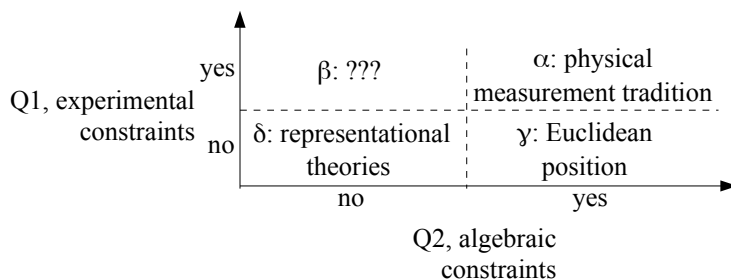 yes
β: ???
α: physical
measurement tradition
Q1, experimental
constraints
no
δ: representational
theories
γ: Euclidean
position
no
yes
Q2, algebraic
constraints